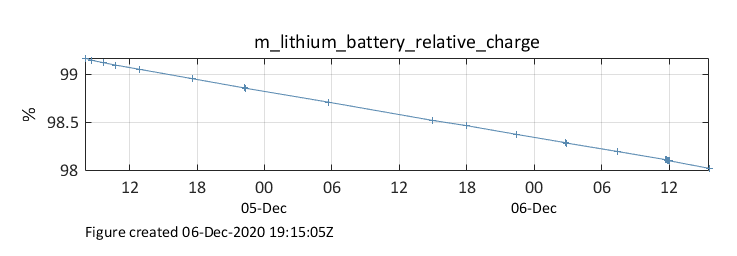 m_lithium_battery_relative_charge
%
99
98.5
98
12 18 00 06 12 18 00 06 12
05-Dec 06-Dec
Figure created 06-Dec-2020 19:15:05Z